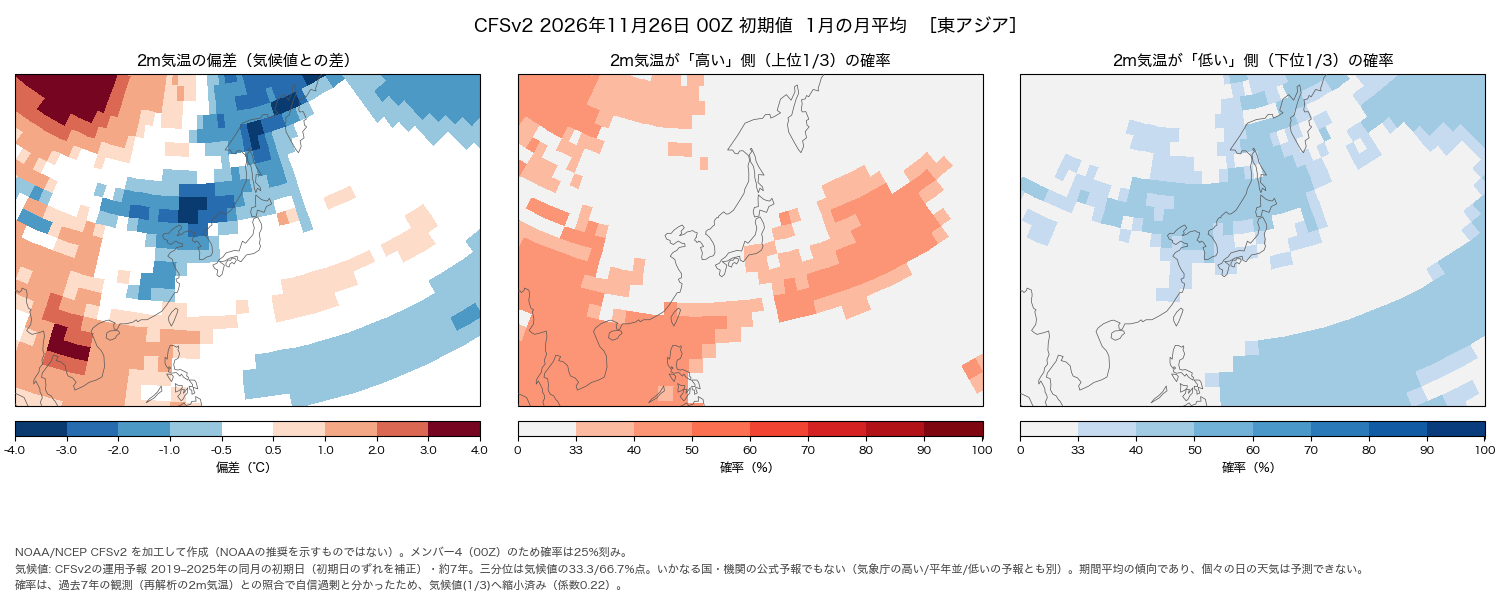 CFSv2 2026年11月26日 00Z 初期値 1月の月平均 ［東アジア］
2m気温の偏差（気候値との差）
2m気温が「高い」側（上位1/3）の確率
2m気温が「低い」側（下位1/3）の確率
-4.0 -3.0 -2.0 -1.0 -0.5 0.5 1.0 2.0 3.0 4.0
偏差（℃）
0 33 40 50 60 70 80 90 100
確率（%）
0 33 40 50 60 70 80 90 100
確率（%）
NOAA/NCEP CFSv2 を加工して作成（NOAAの推奨を示すものではない）。メンバー4（00Z）のため確率は25%刻み。
気候値: CFSv2の運用予報 2019–2025年の同月の初期日（初期日のずれを補正）・約7年。三分位は気候値の33.3/66.7%点。いかなる国・機関の公式予報でもない（気象庁の高い/平年並/低いの予報とも別）。期間平均の傾向であり、個々の日の天気は予測できない。
確率は、過去7年の観測（再解析の2m気温）との照合で自信過剰と分かったため、気候値(1/3)へ縮小済み（係数0.22）。